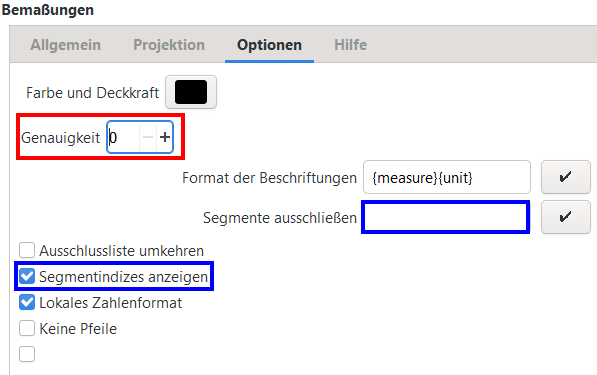 Bemaßungen
Allgemein Projektion Optionen Hilfe
Farbe und Deckkraft
Genauigkeit 0 − +
Format der Beschriftungen {measure}{unit} ✔
Segmente ausschließen ✔
Ausschlussliste umkehren
Segmentindizes anzeigen
Lokales Zahlenformat
Keine Pfeile